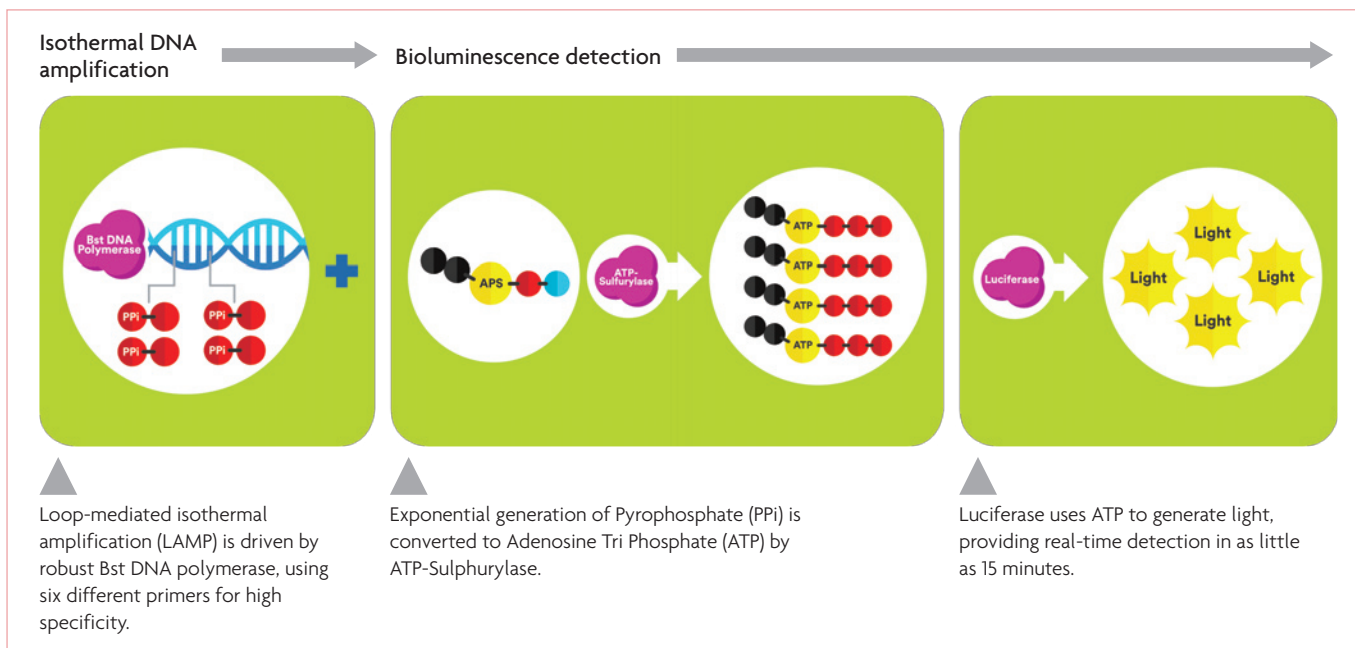 Isothermal DNA
amplification
Bioluminescence detection
Bst DNA
Polymerase
PPi
PPi
PPi
PPi
APS
ATP-
Sulfurylase
ATP
ATP
ATP
ATP
Luciferase
Light
Light
Light
Light
Loop-mediated isothermal
amplification (LAMP) is driven by
robust Bst DNA polymerase, using
six different primers for high
specificity.
Exponential generation of Pyrophosphate (PPi) is
converted to Adenosine Tri Phosphate (ATP) by
ATP-Sulphurylase.
Luciferase uses ATP to generate light,
providing real-time detection in as little
as 15 minutes.